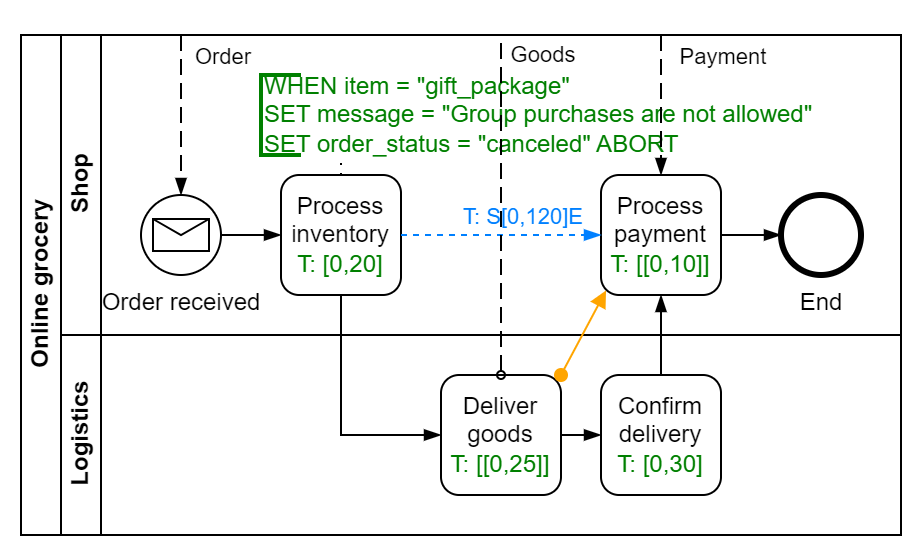 Order
Goods
Payment
WHEN item = "gift_package"
SET message = "Group purchases are not allowed"
SET order_status = "canceled" ABORT
Online grocery
Shop
Process
inventory
T: [0,20]
T: S[0,120]E
Process
payment
T: [[0,10]]
Order received
End
Logistics
Deliver
goods
T: [[0,25]]
Confirm
delivery
T: [0,30]